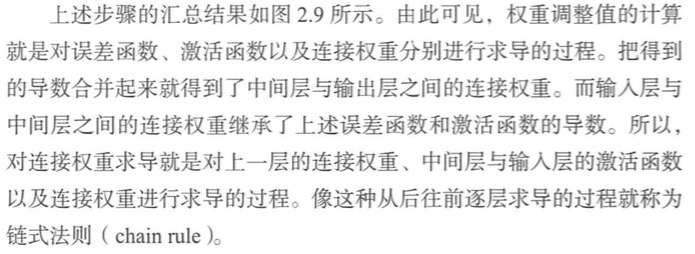 上述步骤的汇总结果如图 2.9 所示。由此可见，权重调整值的计算
就是对误差函数、激活函数以及连接权重分别进行求导的过程。把得到
的导数合并起来就得到了中间层与输出层之间的连接权重。而输入层与
中间层之间的连接权重继承了上述误差函数和激活函数的导数。所以，
对连接权重求导就是对上一层的连接权重、中间层与输入层的激活函数
以及连接权重进行求导的过程。像这种从后往前逐层求导的过程就称为
链式法则（chain rule）。